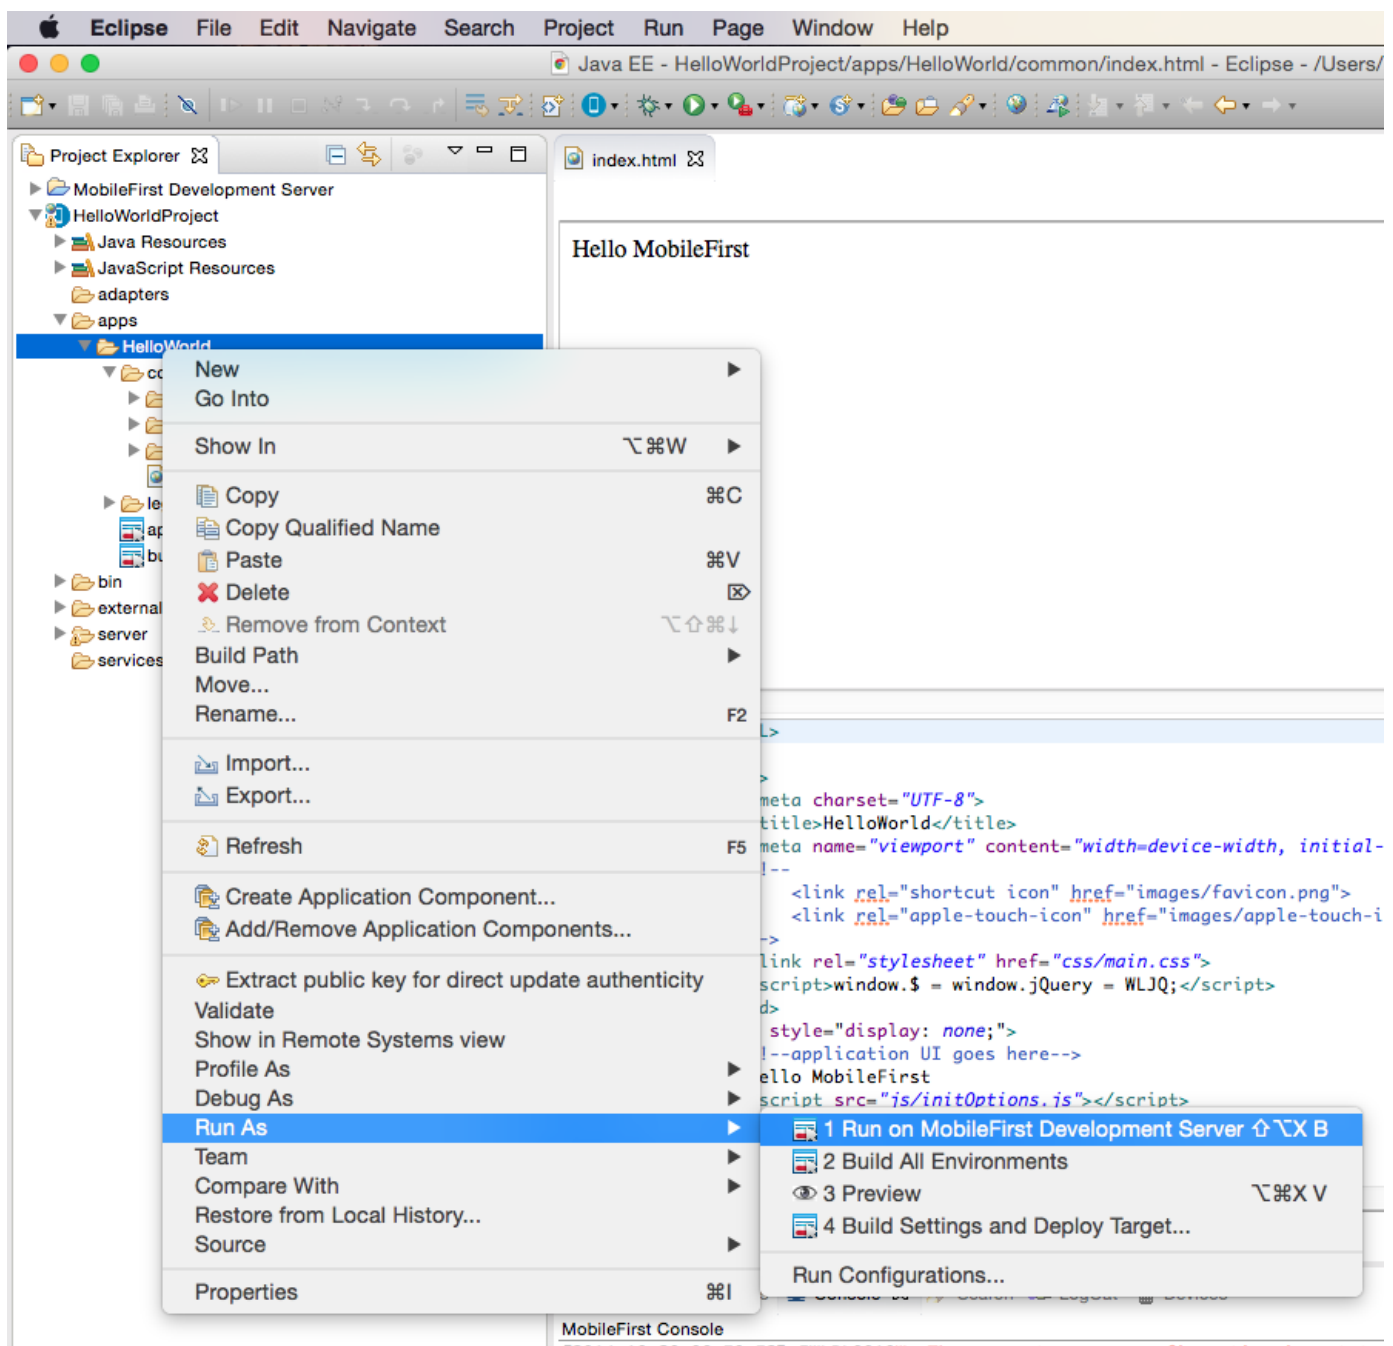 Eclipse File Edit Navigate Search Project Run Page Window Help
Java EE - HelloWorldProject/apps/HelloWorld/common/index.html - Eclipse - /Users/
Project Explorer
index.html
MobileFirst Development Server
HelloWorldProject
Java Resources
JavaScript Resources
adapters
apps
HelloWorld
Hello MobileFirst
bin
external
server
services
New
Go Into
Show In ⌥⌘W
Copy ⌘C
Copy Qualified Name
Paste ⌘V
Delete ⌦
Remove from Context ⌥⇧⌘↓
Build Path
Move...
Rename... F2
Import...
Export...
Refresh F5
Create Application Component...
Add/Remove Application Components...
Extract public key for direct update authenticity
Validate
Show in Remote Systems view
Profile As
Debug As
Run As
Team
Compare With
Restore from Local History...
Source
Properties ⌘I
L>
>
meta charset="UTF-8">
title>HelloWorld</title>
meta name="viewport" content="width=device-width, initial-
!--
<link rel="shortcut icon" href="images/favicon.png">
<link rel="apple-touch-icon" href="images/apple-touch-i
->
link rel="stylesheet" href="css/main.css">
script>window.$ = window.jQuery = WLJQ;</script>
d>
style="display: none;">
!--application UI goes here-->
ello MobileFirst
script src="js/initOptions.js"></script>
1 Run on MobileFirst Development Server ⇧⌥X B
2 Build All Environments
3 Preview ⌥⌘X V
4 Build Settings and Deploy Target...
Run Configurations...
Console Search LogCat Devices
MobileFirst Console